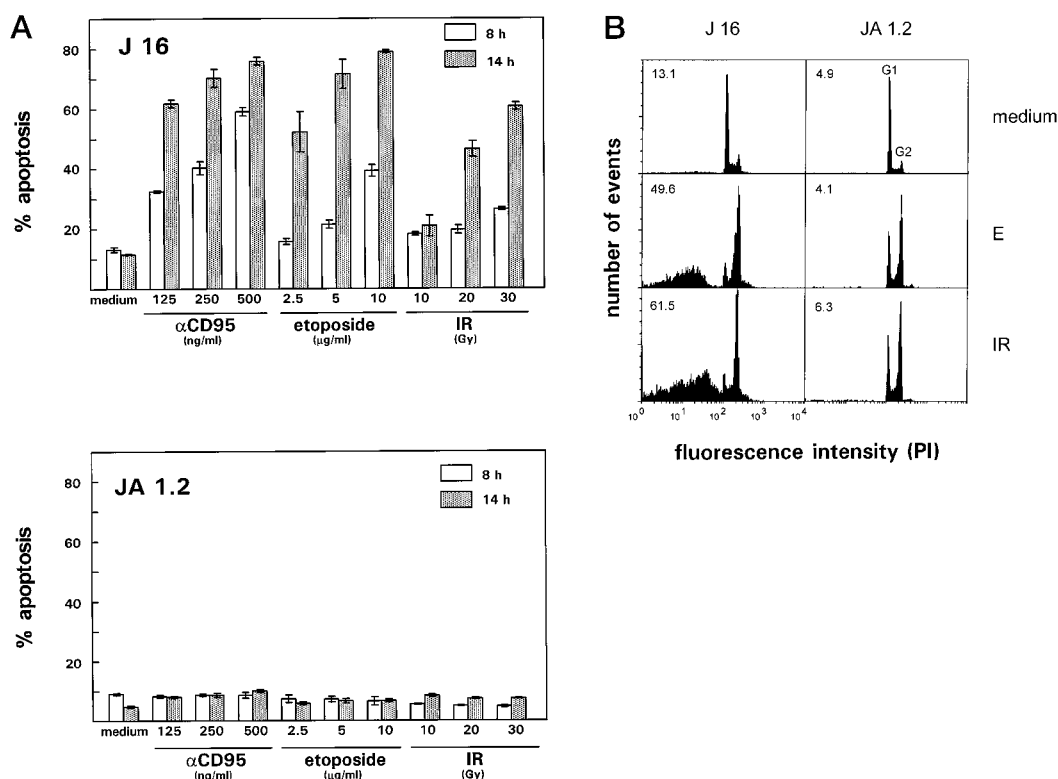 A
J 16
8 h
14 h
% apoptosis
80
60
40
20
medium 125 250 500 2.5 5 10 10 20 30
αCD95 etoposide IR
(ng/ml) (μg/ml) (Gy)
JA 1.2
8 h
14 h
% apoptosis
80
60
40
20
medium 125 250 500 2.5 5 10 10 20 30
αCD95 etoposide IR
(ng/ml) (μg/ml) (Gy)
B
J 16 JA 1.2
13.1 4.9 G1 G2 medium
49.6 4.1 E
61.5 6.3 IR
number of events
10⁰ 10¹ 10² 10³ 10⁴
fluorescence intensity (PI)